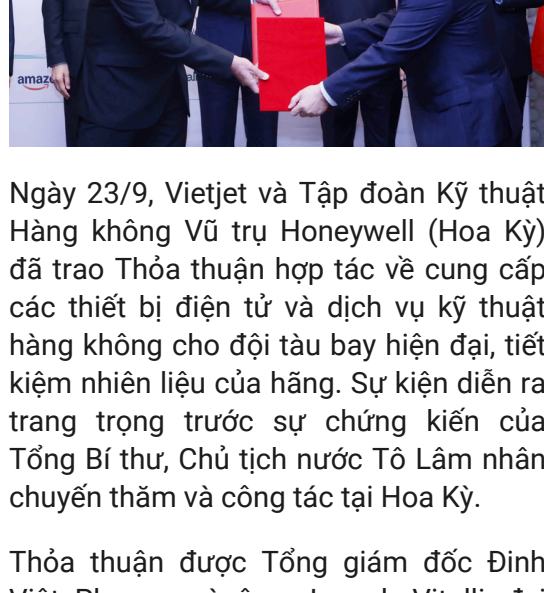 amaz
Ngày 23/9, Vietjet và Tập đoàn Kỹ thuật
Hàng không Vũ trụ Honeywell (Hoa Kỳ)
đã trao Thỏa thuận hợp tác về cung cấp
các thiết bị điện tử và dịch vụ kỹ thuật
hàng không cho đội tàu bay hiện đại, tiết
kiệm nhiên liệu của hãng. Sự kiện diễn ra
trang trọng trước sự chứng kiến của
Tổng Bí thư, Chủ tịch nước Tô Lâm nhân
chuyến thăm và công tác tại Hoa Kỳ.
Thỏa thuận được Tổng giám đốc Đinh